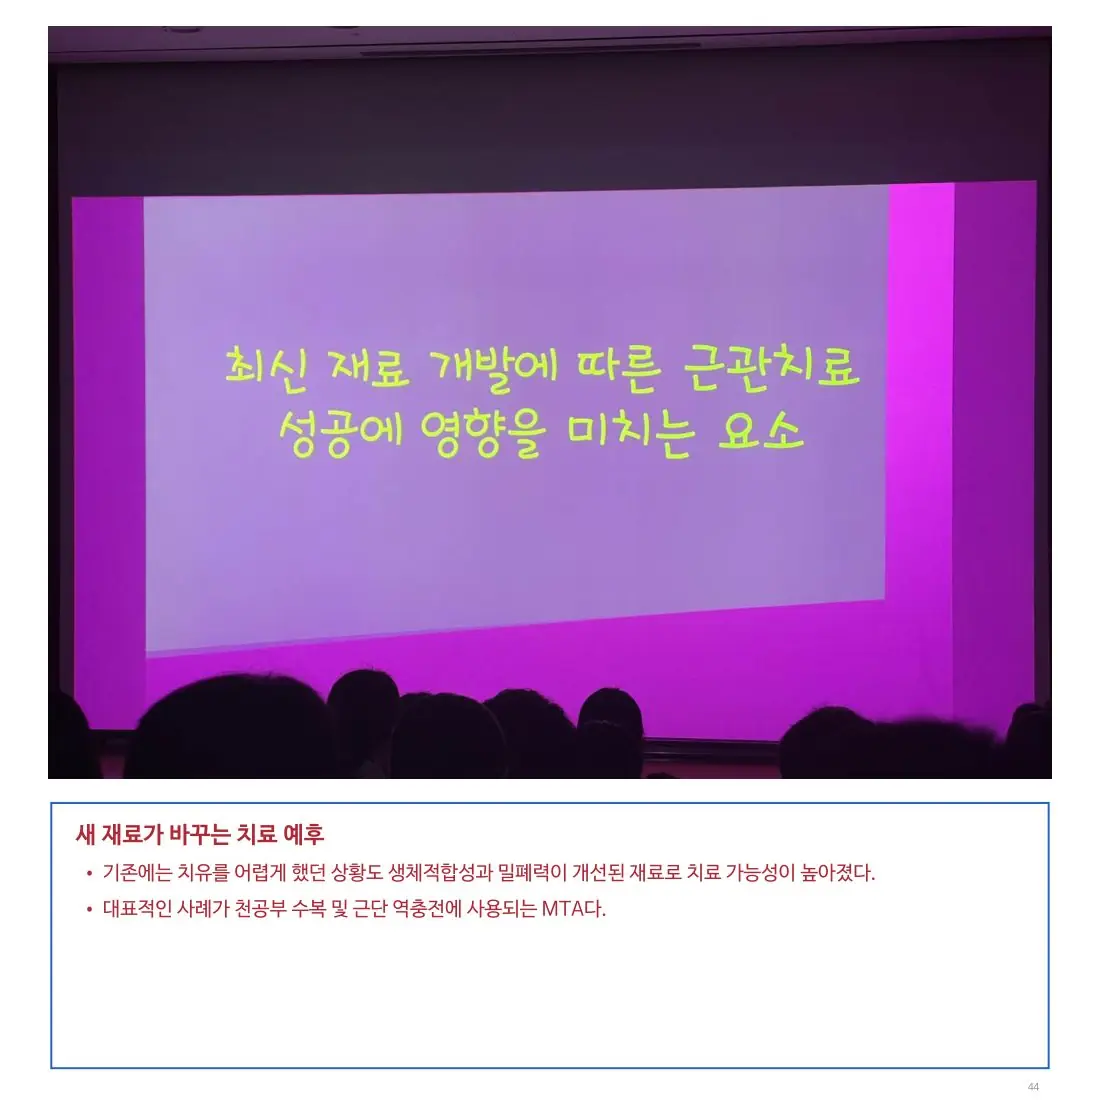 최신 재료 개발에 따른 근관치료
성공에 영향을 미치는 요소
새 재료가 바꾸는 치료 예후
• 기존에는 치유를 어렵게 했던 상황도 생체적합성과 밀폐력이 개선된 재료로 치료 가능성이 높아졌다.
• 대표적인 사례가 천공부 수복 및 근단 역충전에 사용되는 MTA다.
44